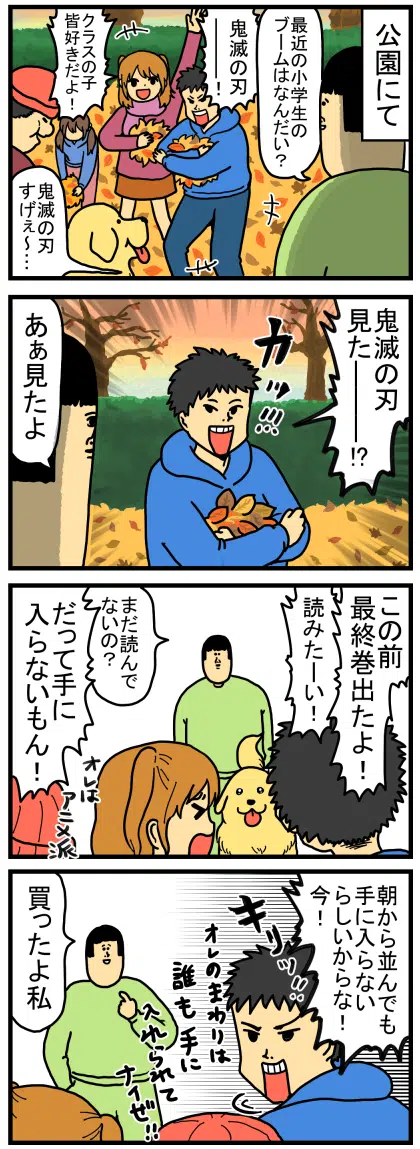 公園にて
最近の小学生の
ブームはなんだい?
鬼滅の刃
――!
クラスの子
皆好きだよ!
鬼滅の刃
すげぇ~…
鬼滅の刃
見た――!?
カッ!!!
あぁ見たよ
この前
最終巻出たよ!
読みたーい!
まだ読んで
ないの?
だって手に
入らないもん!
オレは
アニメ派
朝から並んでも
手に入らない
らしいからな!
今!
キリッ!!
オレのまわりは
誰も手に
入れられて
ナイぜ!!
買ったよ私